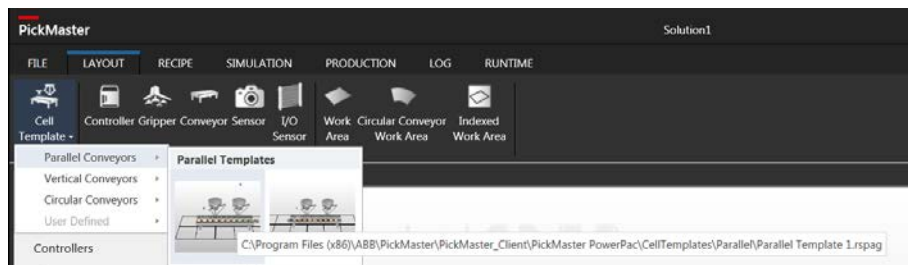 PickMaster
Solution1
FILE LAYOUT RECIPE SIMULATION PRODUCTION LOG RUNTIME
Cell Template
Controller
Gripper
Conveyor
Sensor
I/O Sensor
Work Area
Circular Conveyor Work Area
Indexed Work Area
Parallel Conveyors
Parallel Templates
Vertical Conveyors
Circular Conveyors
User Defined
Controllers
C:\Program Files (x86)\ABB\PickMaster\PickMaster_Client\PickMaster PowerPac\CellTemplates\Parallel\Parallel Template 1.rspag